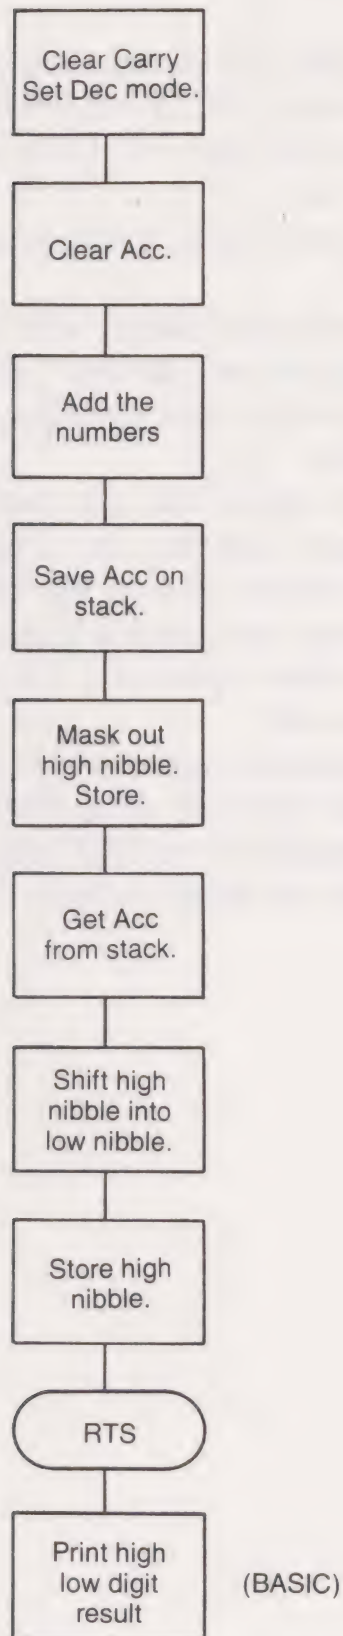 Clear Carry
Set Dec mode.
Clear Acc.
Add the
numbers
Save Acc on
stack.
Mask out
high nibble.
Store.
Get Acc
from stack.
Shift high
nibble into
low nibble.
Store high
nibble.
RTS
Print high
low digit
result
(BASIC)